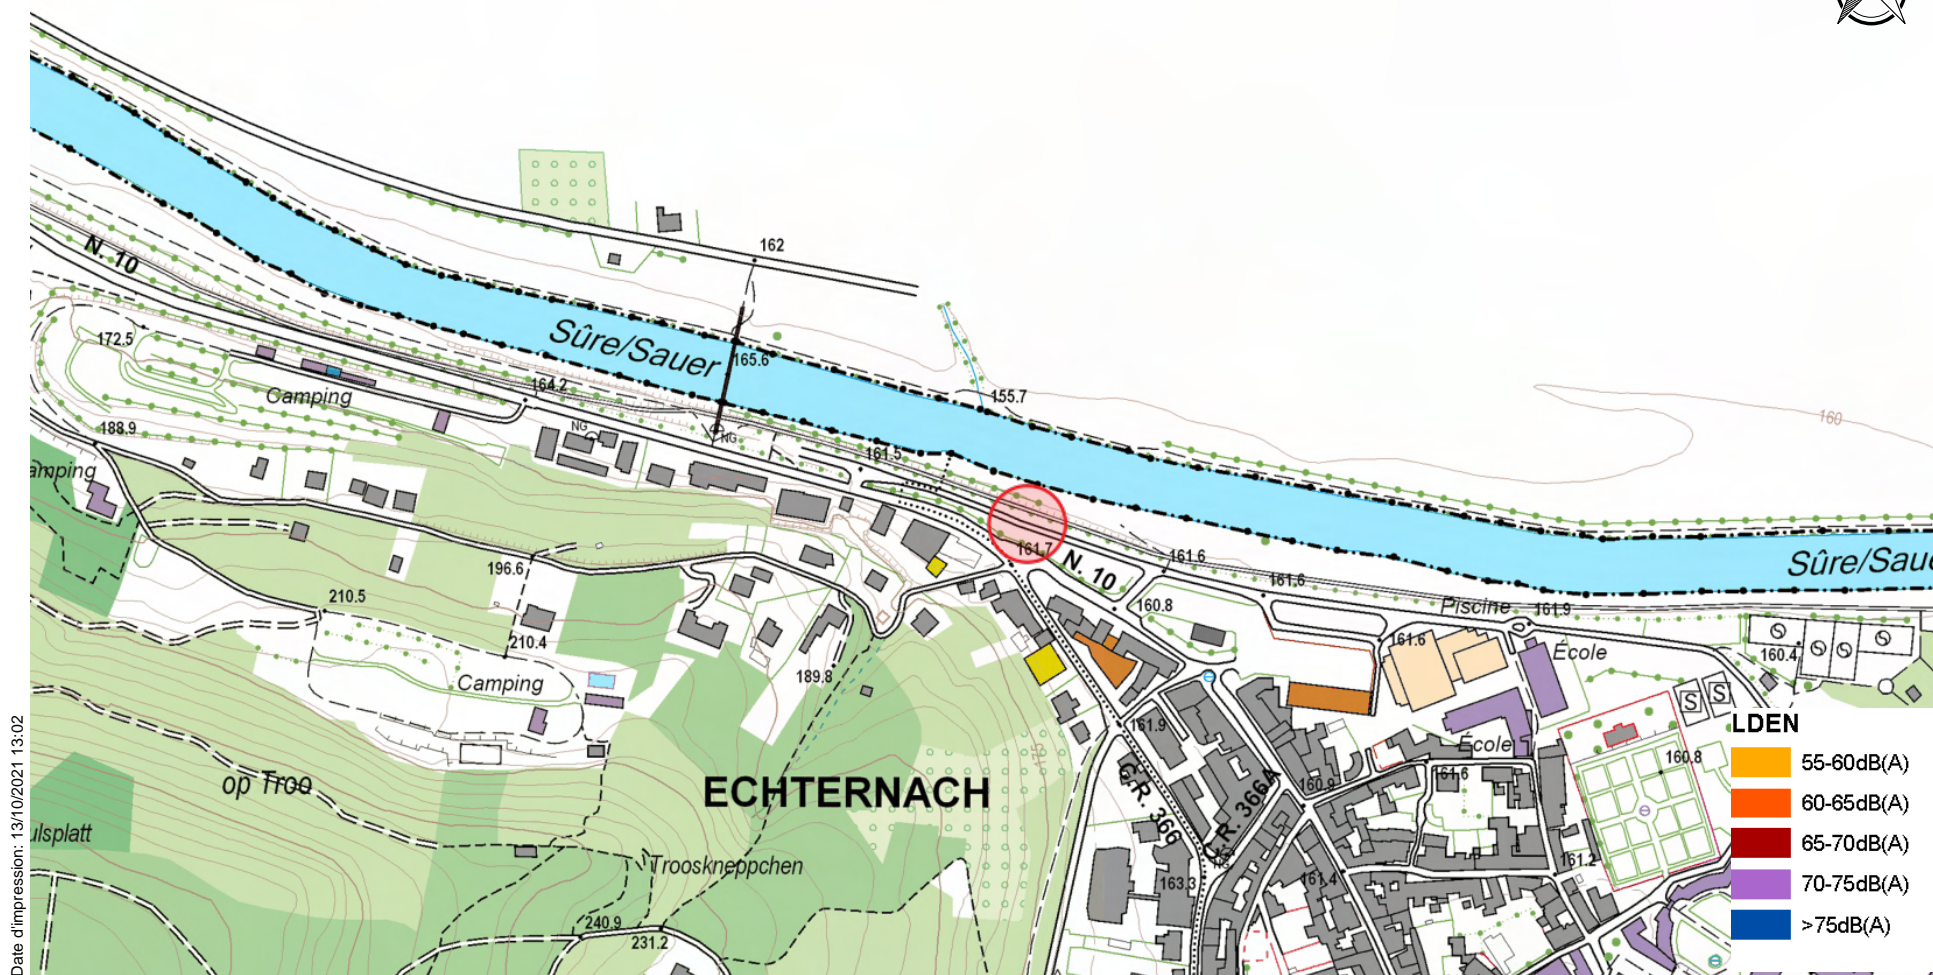 162
N. 10
Sûre/Sauer
165.6
172.5
164.2
Camping
155.7
160
188.9
NG
NG
161.5
amping
161.7
N. 10
161.6
196.6
161.6
Sûre/Saue
210.5
160.8
Piscine
161.9
210.4
161.6
École
160.4
189.8
Camping
S
S
161.9
LDEN
École
55-60dB(A)
op Troo
ECHTERNACH
175
C.R. 366
C.R. 366A
160.9
161.6
160.8
60-65dB(A)
ulsplatt
65-70dB(A)
Trooskneppchen
163.3
161.4
161.2
70-75dB(A)
240.9
231.2
>75dB(A)
Date d'impression: 13/10/2021 13:02